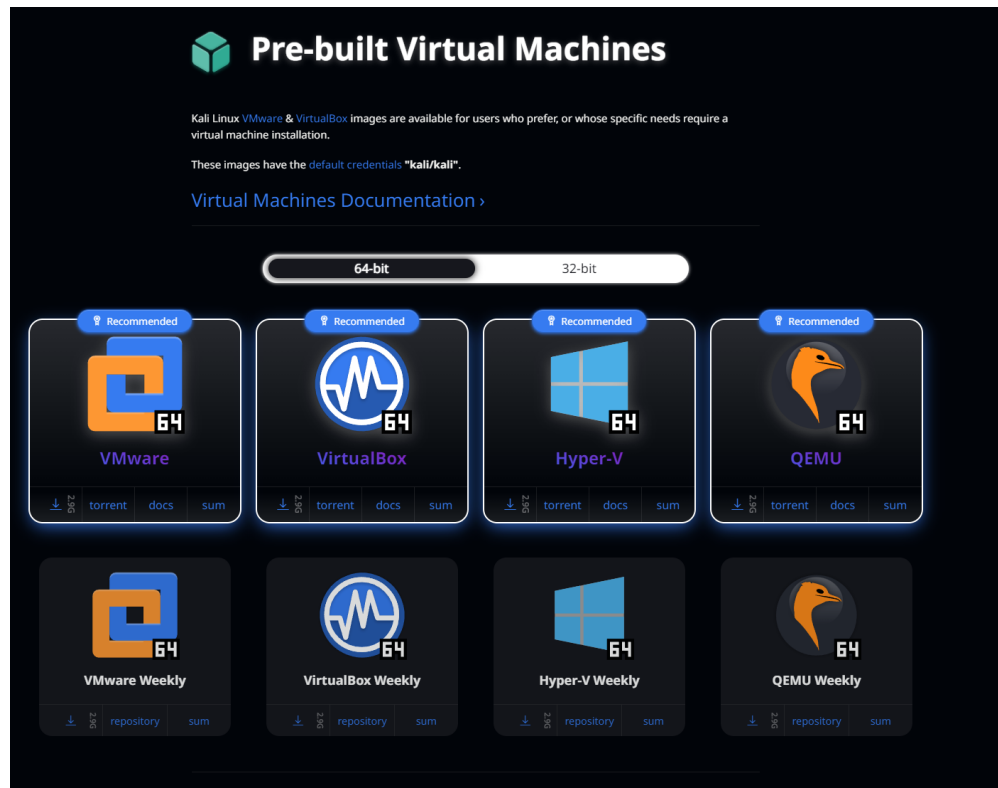 Pre-built Virtual Machines
Kali Linux VMware & VirtualBox images are available for users who prefer, or whose specific needs require a
virtual machine installation.
These images have the default credentials "kali/kali".
Virtual Machines Documentation ›
64-bit 32-bit
Recommended Recommended Recommended Recommended
64 64 64 64
VMware VirtualBox Hyper-V QEMU
2.9G torrent docs sum 2.9G torrent docs sum 2.9G torrent docs sum 2.9G torrent docs sum
64 64 64 64
VMware Weekly VirtualBox Weekly Hyper-V Weekly QEMU Weekly
2.9G repository sum 2.9G repository sum 2.9G repository sum 2.9G repository sum